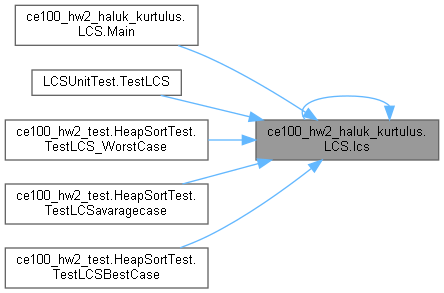 ce100_hw2_haluk_kurtulus.
LCS.Main
LCSUnitTest.TestLCS
ce100_hw2_test.HeapSortTest.
TestLCS_WorstCase
ce100_hw2_test.HeapSortTest.
TestLCSavaragecase
ce100_hw2_test.HeapSortTest.
TestLCSBestCase
ce100_hw2_haluk_kurtulus.
LCS.lcs